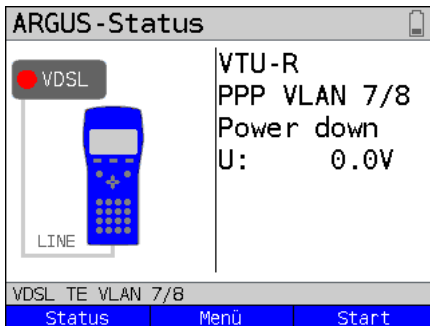 ARGUS-Status
VDSL
VTU-R
PPP VLAN 7/8
Power down
U: 0.0V
LINE
VDSL TE VLAN 7/8
Status Menü Start